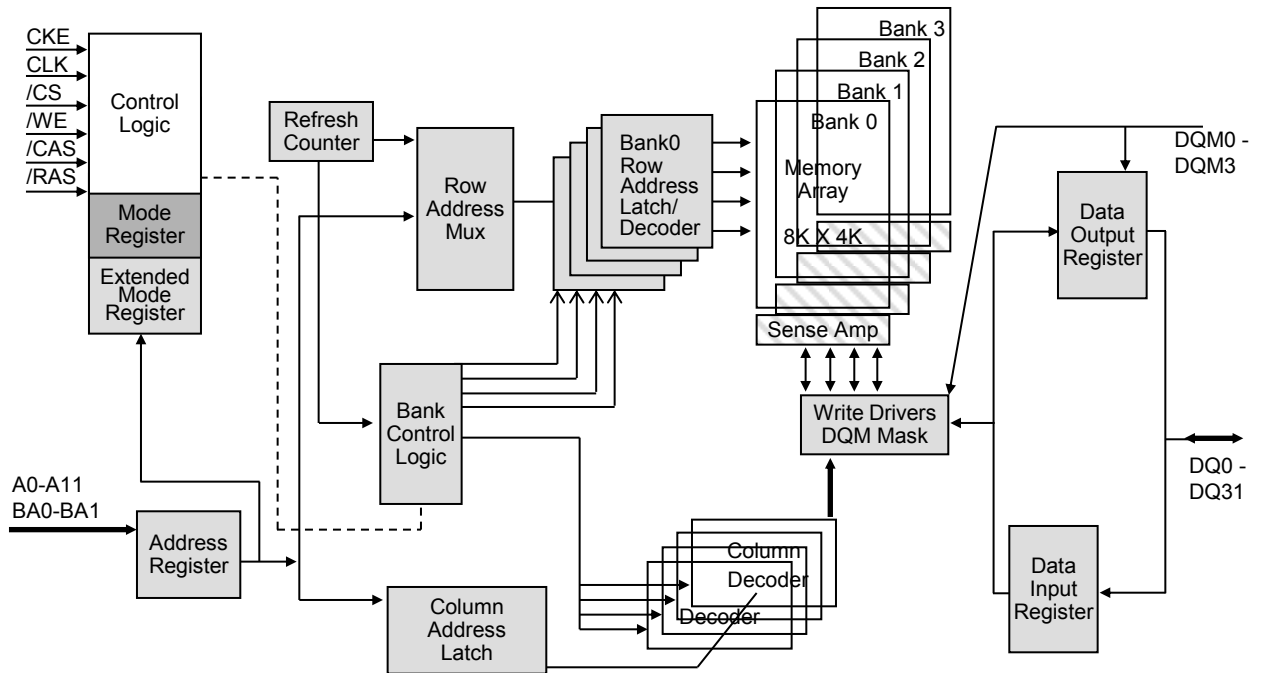 CKE
CLK
/CS
/WE
/CAS
/RAS
Control
Logic
Mode
Register
Extended
Mode
Register
Refresh
Counter
Row
Address
Mux
Bank0
Row
Address
Latch/
Decoder
Bank 3
Bank 2
Bank 1
Bank 0
Memory
Array
8K X 4K
Sense Amp
DQM0 -
DQM3
Data
Output
Register
Bank
Control
Logic
Write Drivers
DQM Mask
DQ0 -
DQ31
A0-A11
BA0-BA1
Address
Register
Column
Address
Latch
Column
Decoder
Decoder
Data
Input
Register